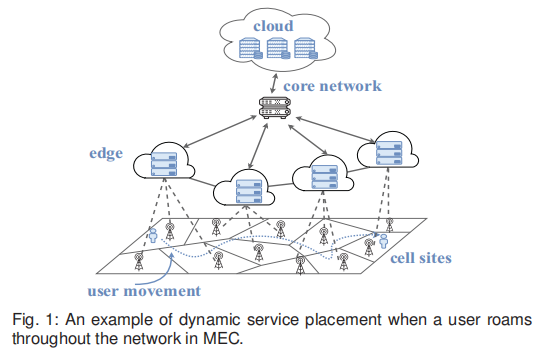 cloud
core network
edge
cell sites
user movement
Fig. 1: An example of dynamic service placement when a user roams
throughout the network in MEC.